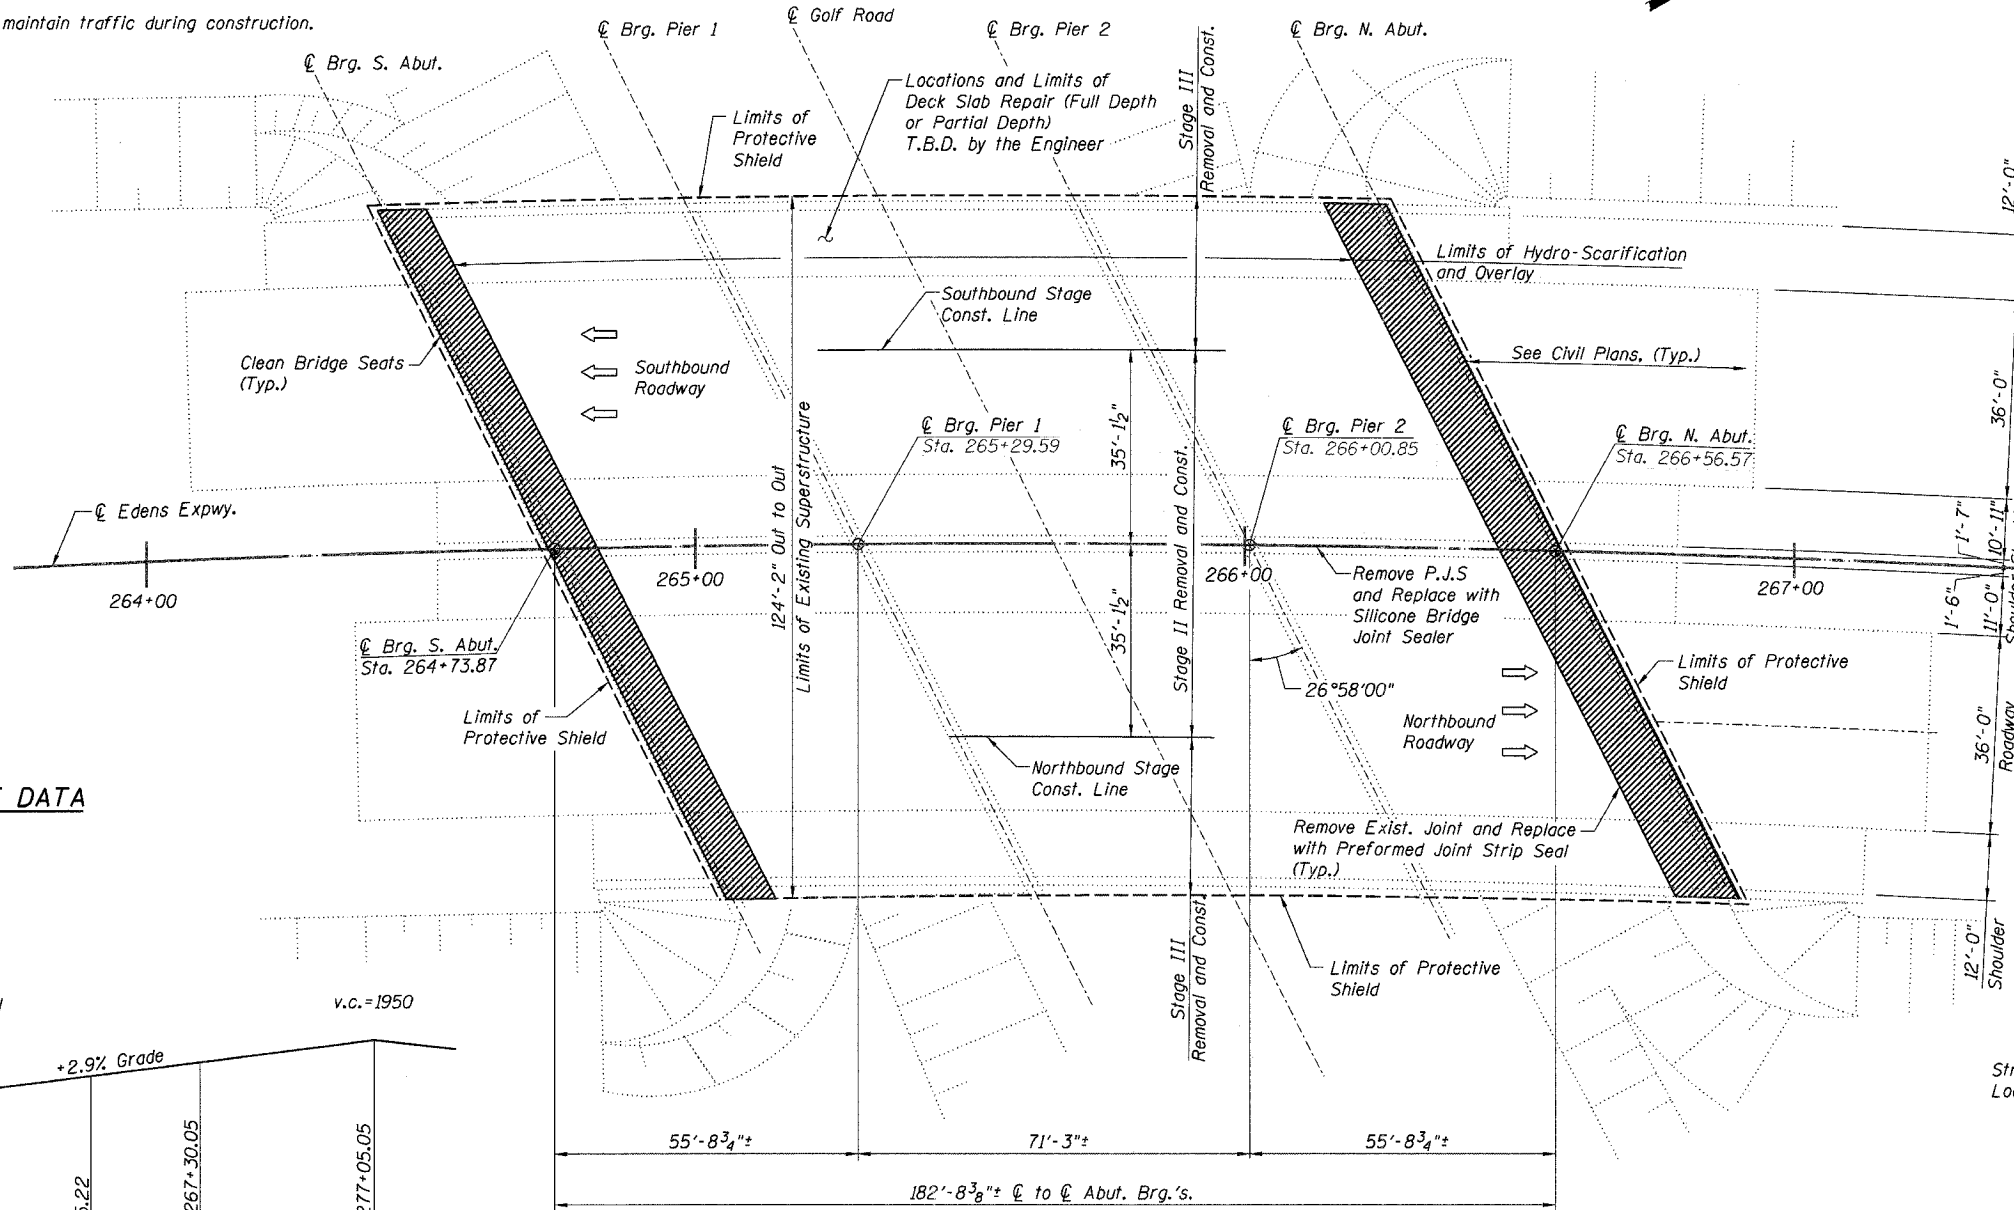 maintain traffic during construction.
℄ Brg. S. Abut.
℄ Brg. Pier 1
℄ Golf Road
℄ Brg. Pier 2
℄ Brg. N. Abut.
Limits of
Protective
Shield
Locations and Limits of
Deck Slab Repair (Full Depth
or Partial Depth)
T.B.D. by the Engineer
Stage III
Removal and Const.
12'-0"
Limits of Hydro-Scarification
and Overlay
Southbound Stage
Const. Line
Clean Bridge Seats
(Typ.)
Southbound
Roadway
See Civil Plans. (Typ.)
36'-0"
124'-2" Out to Out
Limits of Existing Superstructure
℄ Brg. Pier 1
Sta. 265+29.59
35'-1½"
Stage II Removal and Const.
℄ Brg. Pier 2
Sta. 266+00.85
℄ Brg. N. Abut.
Sta. 266+56.57
℄ Edens Expwy.
264+00
265+00
266+00
267+00
1'-7"
10'-11"
1'-6"
11'-0"
Shoulder
Remove P.J.S
and Replace with
Silicone Bridge
Joint Sealer
35'-1½"
℄ Brg. S. Abut.
Sta. 264+73.87
26°58'00"
Limits of Protective
Shield
Limits of
Protective Shield
Northbound
Roadway
36'-0"
Roadway
Northbound Stage
Const. Line
DATA
Remove Exist. Joint and Replace
with Preformed Joint Strip Seal
(Typ.)
Stage III
Removal and Const.
Limits of Protective
Shield
12'-0"
Shoulder
v.c.=1950
+2.9% Grade
5.22
267+30.05
277+05.05
55'-8¾"±
71'-3"±
55'-8¾"±
182'-8⅜"± ℄ to ℄ Abut. Brg.'s.